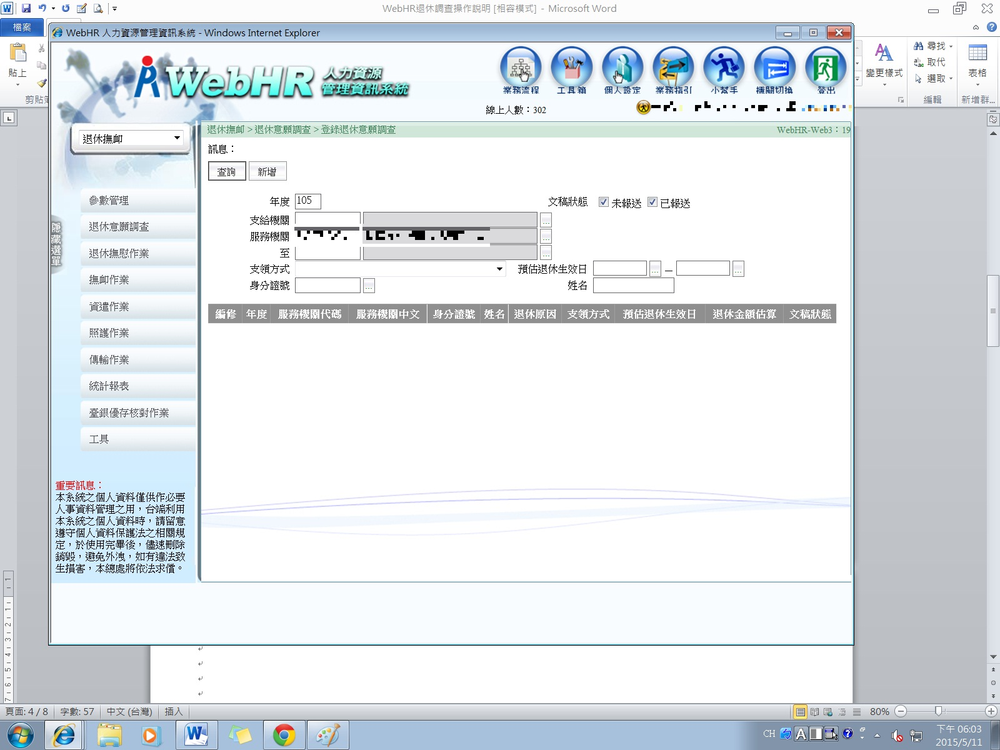 WebHR退休調查操作說明 [相容模式] - Microsoft Word
檔案
貼上
剪貼簿
變更樣式
尋找
取代
選取
編輯
表格
新增群...
WebHR 人力資源管理資訊系統 - Windows Internet Explorer
WebHR 人力資源
管理資訊系統
業務流程 工具箱 個人設定 業務指引 小幫手 機關切換 登出
線上人數：302
退休撫卹
退休撫卹 > 退休意願調查 > 登錄退休意願調查
WebHR-Web3：19
訊息：
查詢 新增
年度 105 文稿狀態 未報送 已報送
支給機關 ...
服務機關 ...
至 ...
支領方式 預估退休生效日 ... – ...
身分證號 ... 姓名
編修 年度 服務機關代碼 服務機關中文 身分證號 姓名 退休原因 支領方式 預估退休生效日 退休金額估算 文稿狀態
隱藏選單
參數管理
退休意願調查
退休撫慰作業
撫卹作業
資遣作業
照護作業
傳輸作業
統計報表
臺銀優存核對作業
工具
重要訊息：
本系統之個人資料僅供作必要
人事資料管理之用，台端利用
本系統之個人資料時，請留意
遵守個人資料保護法之相關規
定，於使用完畢後，儘速刪除
銷毀，避免外洩，如有違法致
生損害，本總處將依法求償。
頁面: 4 / 8 字數: 57 中文 (台灣) 插入
80%
CH
下午 06:03
2015/5/11